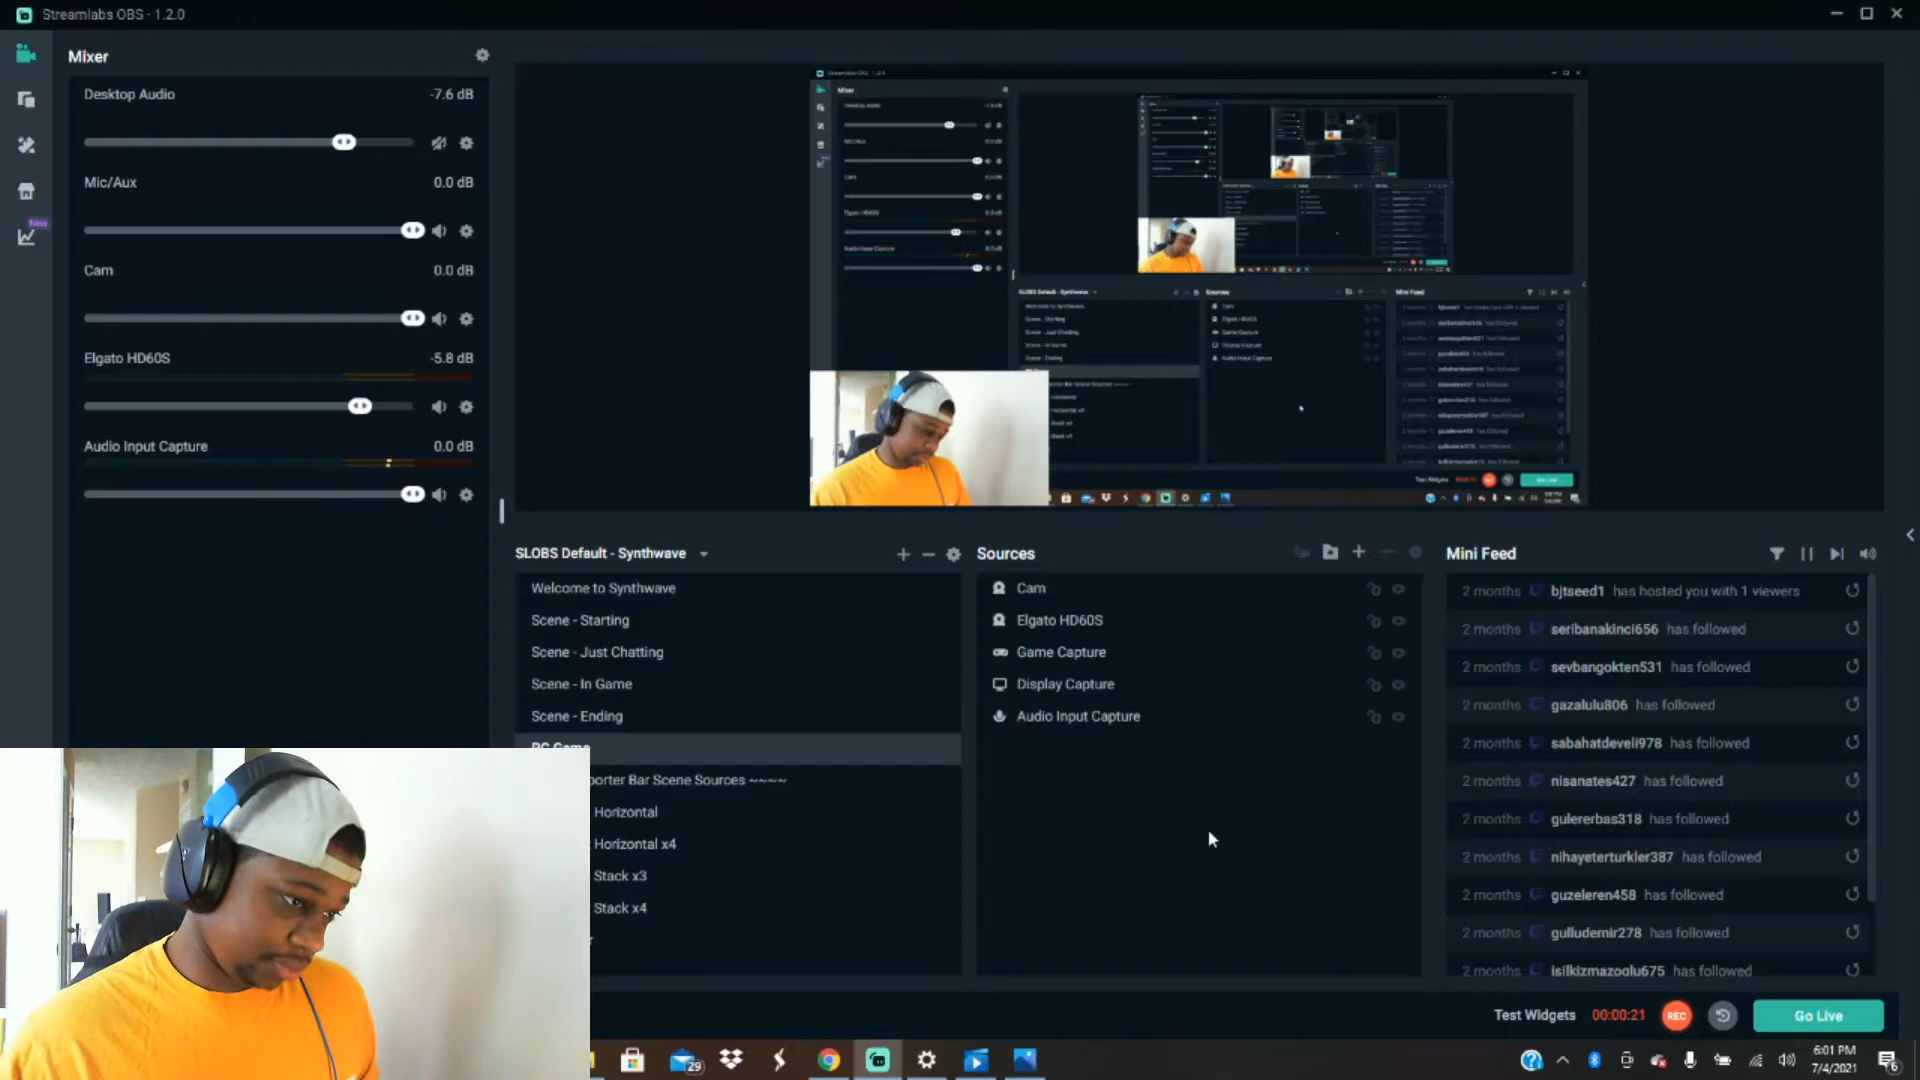 Streamlabs OBS - 1.2.0
Mixer
Desktop Audio -7.6 dB
Mic/Aux 0.0 dB
New
Cam 0.0 dB
Elgato HD60S -5.8 dB
Audio Input Capture 0.0 dB
SLOBS Default - Synthwave
Welcome to Synthwave
Scene - Starting
Scene - Just Chatting
Scene - In Game
Scene - Ending
PC Game
porter Bar Scene Sources ~~~~
Horizontal
Horizontal x4
Stack x3
Stack x4
Sources
Cam
Elgato HD60S
Game Capture
Display Capture
Audio Input Capture
Mini Feed
2 months bjtseed1 has hosted you with 1 viewers
2 months seribanakinci656 has followed
2 months sevbangokten531 has followed
2 months gazalulu806 has followed
2 months sabahatdeveli978 has followed
2 months nisanates427 has followed
2 months gulererbas318 has followed
2 months nihayeterturkler387 has followed
2 months guzeleren458 has followed
2 months gulludemir278 has followed
2 months isilkizmazoglu675 has followed
Test Widgets 00:00:21 REC Go Live
29
6:01 PM
7/4/2021
6